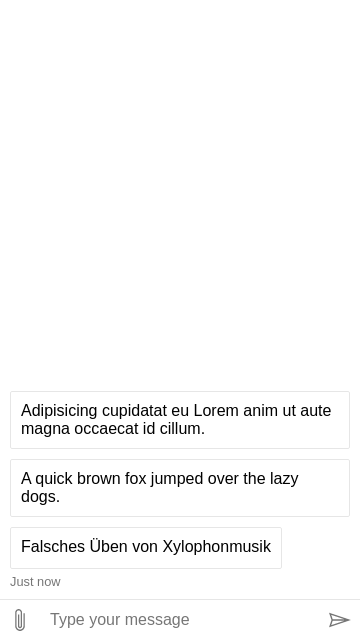 Adipisicing cupidatat eu Lorem anim ut aute
magna occaecat id cillum.
A quick brown fox jumped over the lazy
dogs.
Falsches Üben von Xylophonmusik
Just now
Type your message